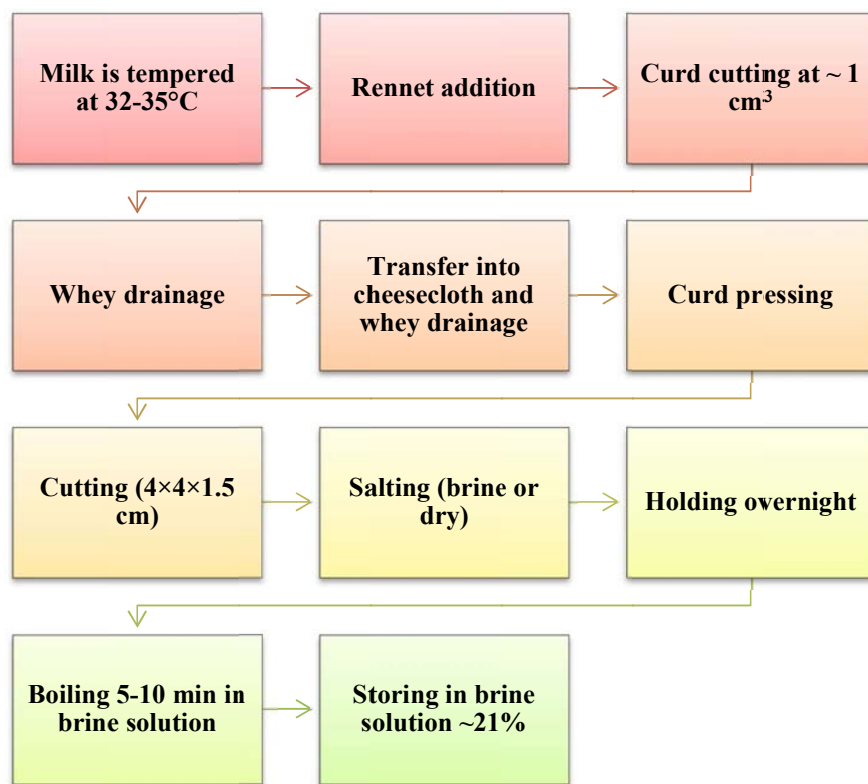 Milk is tempered
at 32-35°C
Rennet addition
Curd cutting at ~ 1
cm³
Whey drainage
Transfer into
cheesecloth and
whey drainage
Curd pressing
Cutting (4×4×1.5
cm)
Salting (brine or
dry)
Holding overnight
Boiling 5-10 min in
brine solution
Storing in brine
solution ~21%